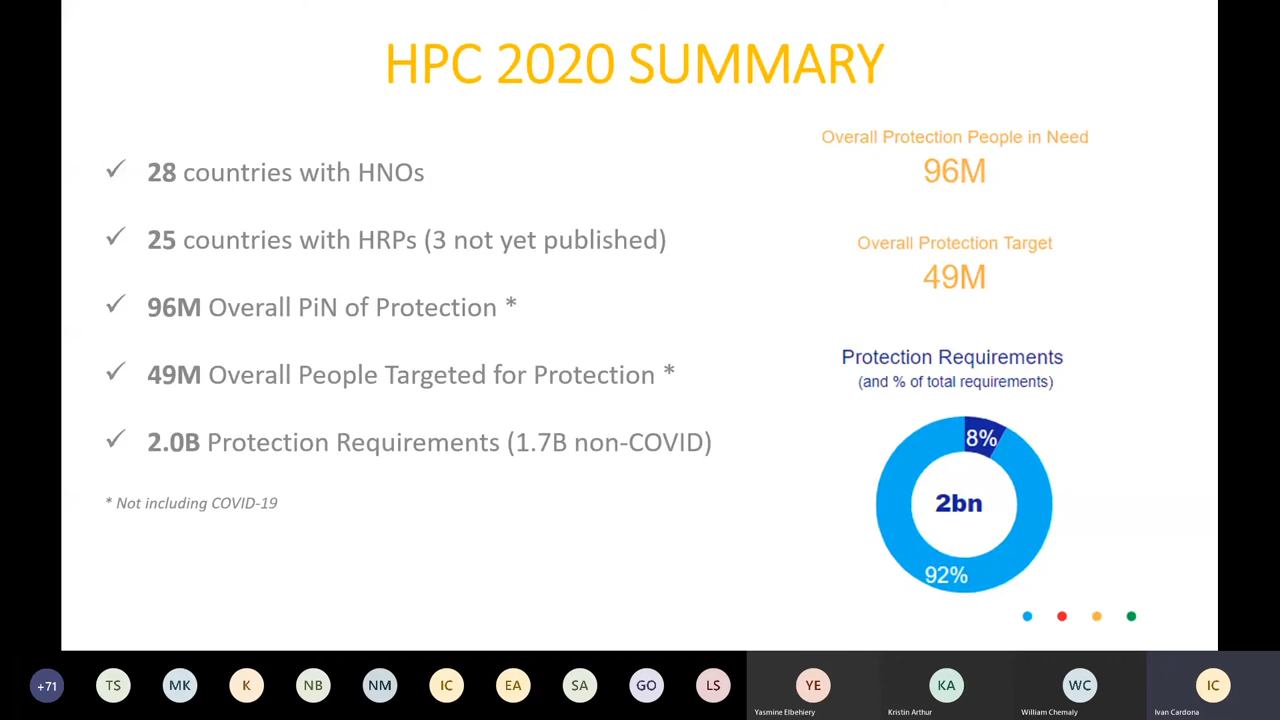 HPC 2020 SUMMARY
✓ 28 countries with HNOs
✓ 25 countries with HRPs (3 not yet published)
✓ 96M Overall PiN of Protection *
✓ 49M Overall People Targeted for Protection *
✓ 2.0B Protection Requirements (1.7B non-COVID)
* Not including COVID-19
Overall Protection People in Need
96M
Overall Protection Target
49M
Protection Requirements
(and % of total requirements)
8%
2bn
92%
+71
TS
MK
K
NB
NM
IC
EA
SA
GO
LS
YE
Yasmine Elbehiery
KA
Kristin Arthur
WC
William Chemaly
IC
Ivan Cardona